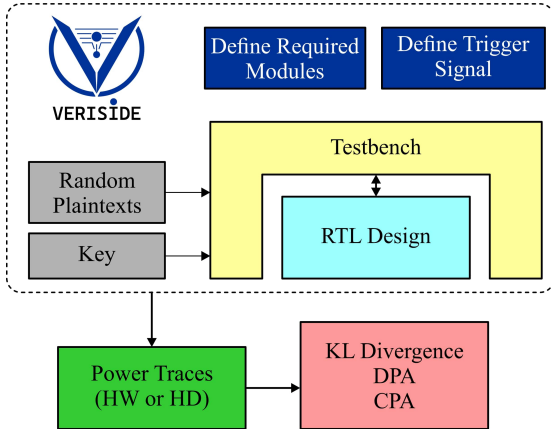 VERISIDE
Define Required
Modules
Define Trigger
Signal
Testbench
Random
Plaintexts
RTL Design
Key
Power Traces
(HW or HD)
KL Divergence
DPA
CPA